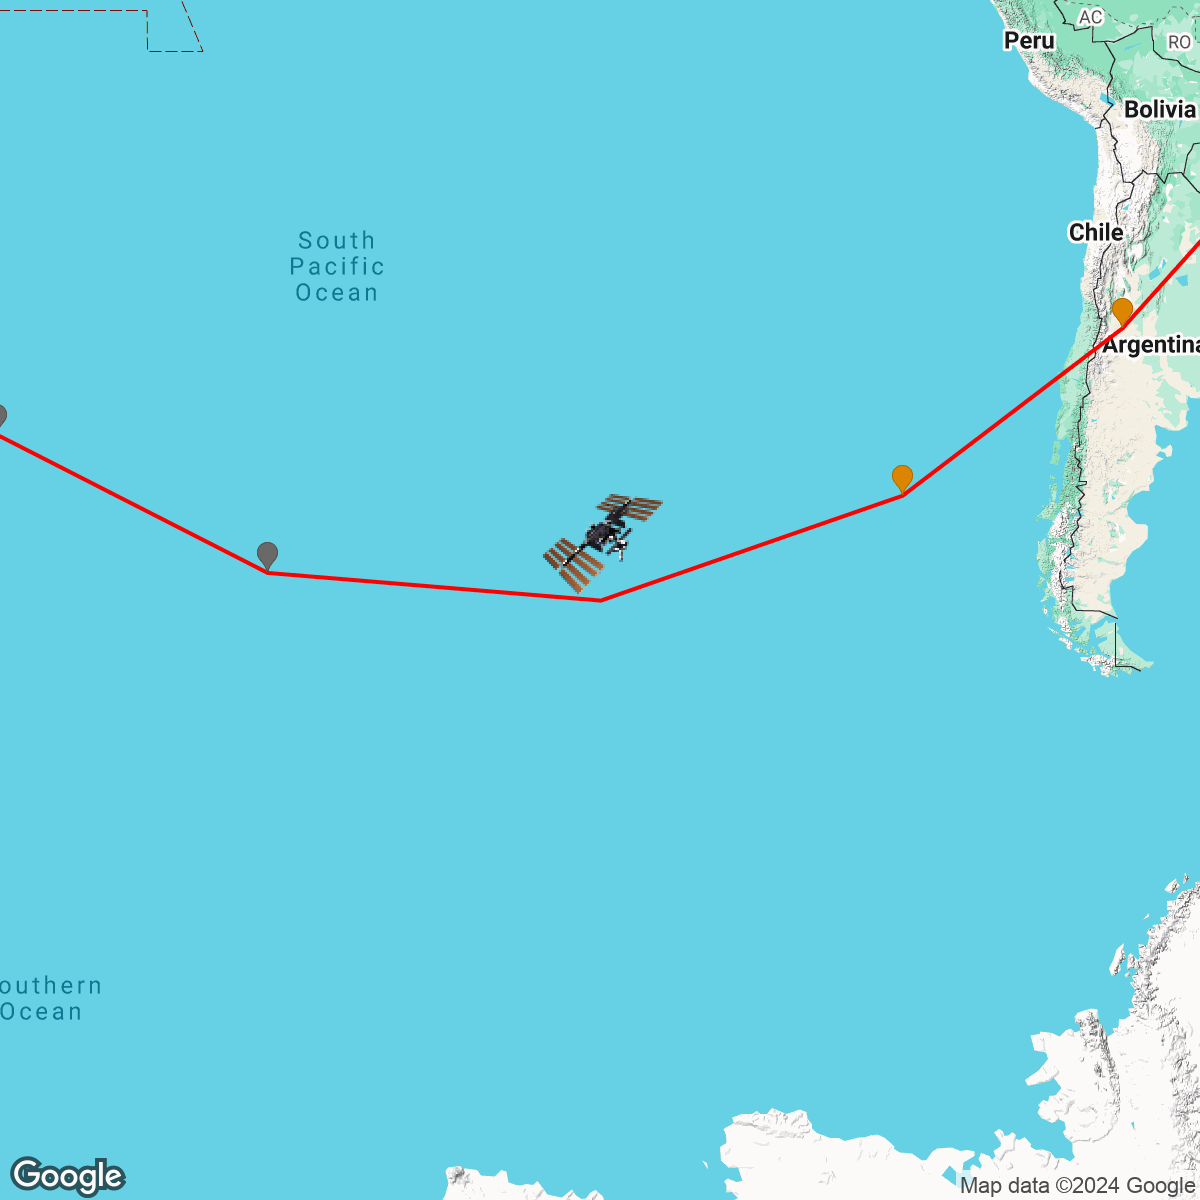 AC
Peru
RO
Bolivia
Chile
South
Pacific
Ocean
Argentina
outhern
Ocean
Google
Map data ©2024 Google